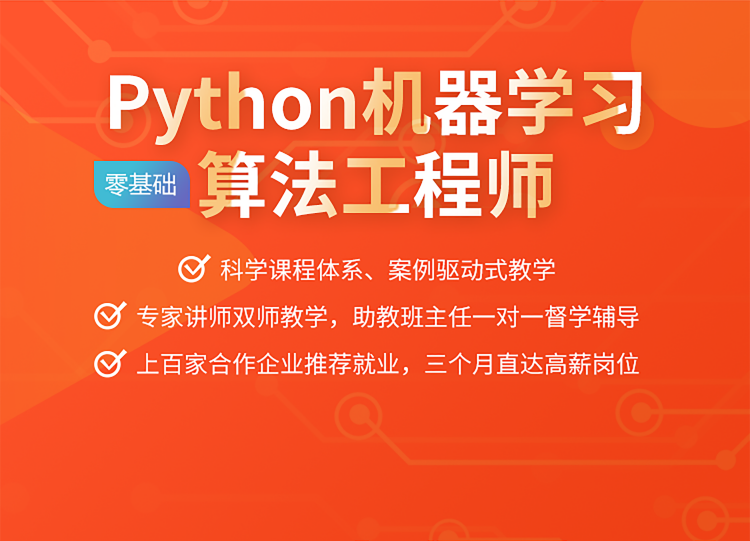 Python机器学习
零基础 算法工程师
科学课程体系、案例驱动式教学
专家讲师双师教学，助教班主任一对一督学辅导
上百家合作企业推荐就业，三个月直达高薪岗位